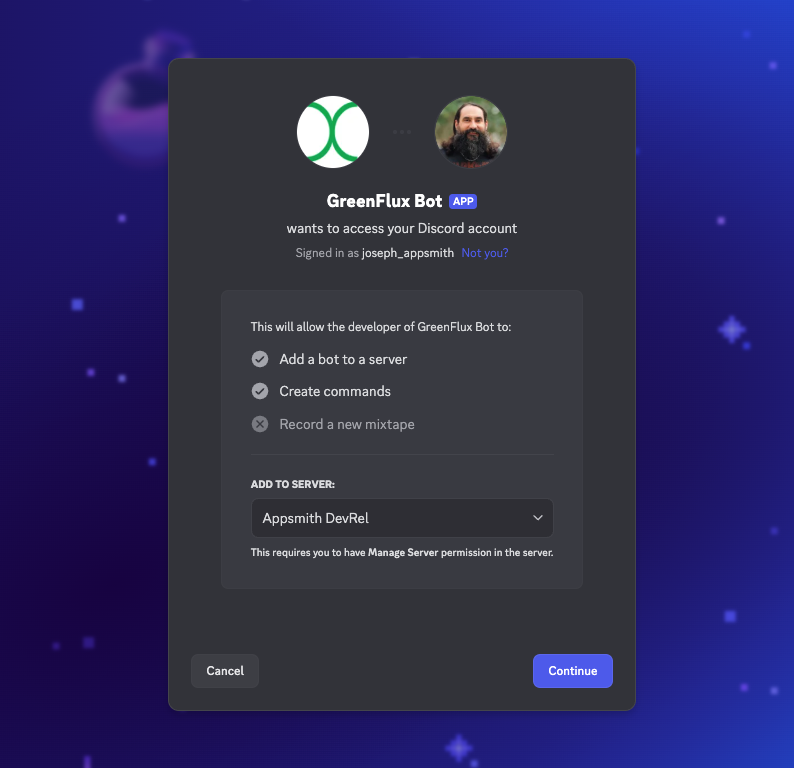 GreenFlux Bot APP
wants to access your Discord account
Signed in as joseph_appsmith Not you?
This will allow the developer of GreenFlux Bot to:
Add a bot to a server
Create commands
Record a new mixtape
ADD TO SERVER:
Appsmith DevRel
This requires you to have Manage Server permission in the server.
Cancel
Continue